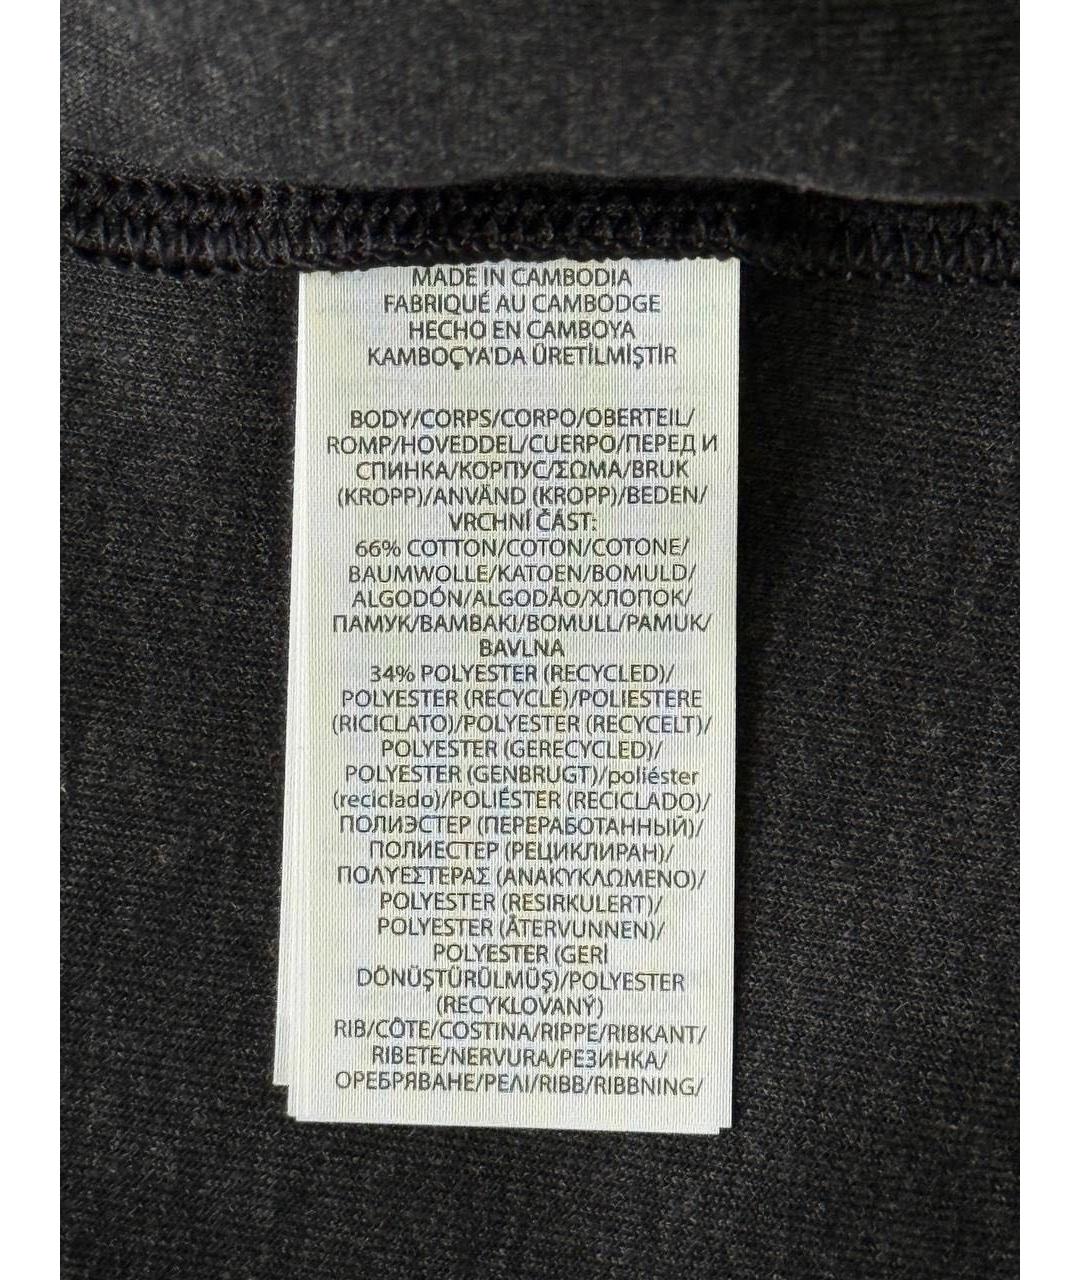 MADE IN CAMBODIA
FABRIQUÉ AU CAMBODGE
HECHO EN CAMBOYA
KAMBOÇYA'DA ÜRETİLMİŞTİR
BODY/CORPS/CORPO/OBERTEIL/
ROMP/HOVEDDEL/CUERPO/ПЕРЕД И
СПИНКА/КОРПУС/ΣΩΜΑ/BRUK
(KROPP)/ANVÄND (KROPP)/BEDEN/
VRCHNÍ ČÁST:
66% COTTON/COTON/COTONE/
BAUMWOLLE/KATOEN/BOMULD/
ALGODÓN/ALGODÃO/ХЛОПОК/
ПАМУК/ΒΑΜΒΑΚΙ/BOMULL/PAMUK/
BAVLNA
34% POLYESTER (RECYCLED)/
POLYESTER (RECYCLÉ)/POLIESTERE
(RICICLATO)/POLYESTER (RECYCELT)/
POLYESTER (GERECYCLED)/
POLYESTER (GENBRUGT)/poliéster
(reciclado)/POLIÉSTER (RECICLADO)/
ПОЛИЭСТЕР (ПЕРЕРАБОТАННЫЙ)/
ПОЛИЕСТЕР (РЕЦИКЛИРАН)/
ΠΟΛΥΕΣΤΕΡΑΣ (ΑΝΑΚΥΚΛΩΜΕΝΟ)/
POLYESTER (RESIRKULERT)/
POLYESTER (ÅTERVUNNEN)/
POLYESTER (GERİ
DÖNÜŞTÜRÜLMÜŞ)/POLYESTER
(RECYKLOVANÝ)
RIB/CÔTE/COSTINA/RIPPE/RIBKANT/
RIBETE/NERVURA/РЕЗИНКА/
ОРЕБРЯВАНЕ/ΡΕΛΙ/RIBB/RIBBNING/